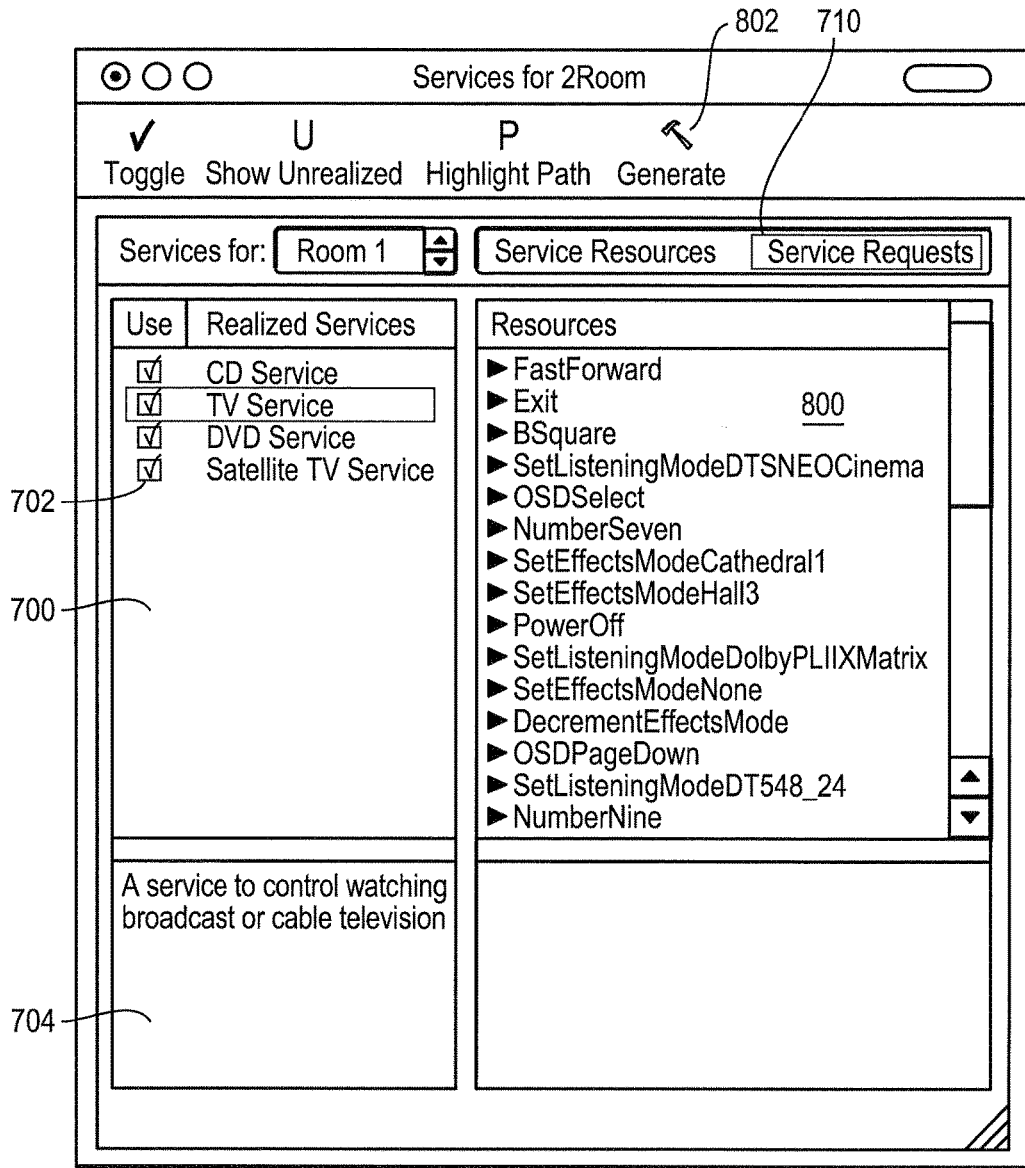 802 710
Services for 2Room
✓ U P
Toggle Show Unrealized Highlight Path Generate
Services for: Room 1 Service Resources Service Requests
Use Realized Services
CD Service
TV Service
DVD Service
Satellite TV Service
702
700
A service to control watching
broadcast or cable television
704
Resources
FastForward
Exit 800
BSquare
SetListeningModeDTSNEOCinema
OSDSelect
NumberSeven
SetEffectsModeCathedral1
SetEffectsModeHall3
PowerOff
SetListeningModeDolbyPLIIXMatrix
SetEffectsModeNone
DecrementEffectsMode
OSDPageDown
SetListeningModeDT548_24
NumberNine